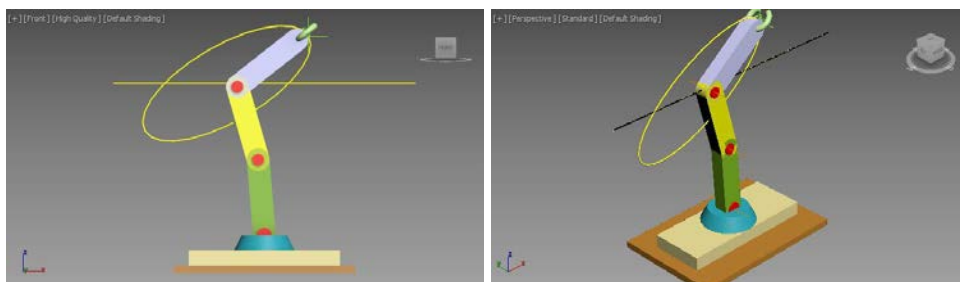 [+] [Front] [High Quality] [Default Shading]
[+] [Perspective] [Standard] [Default Shading]